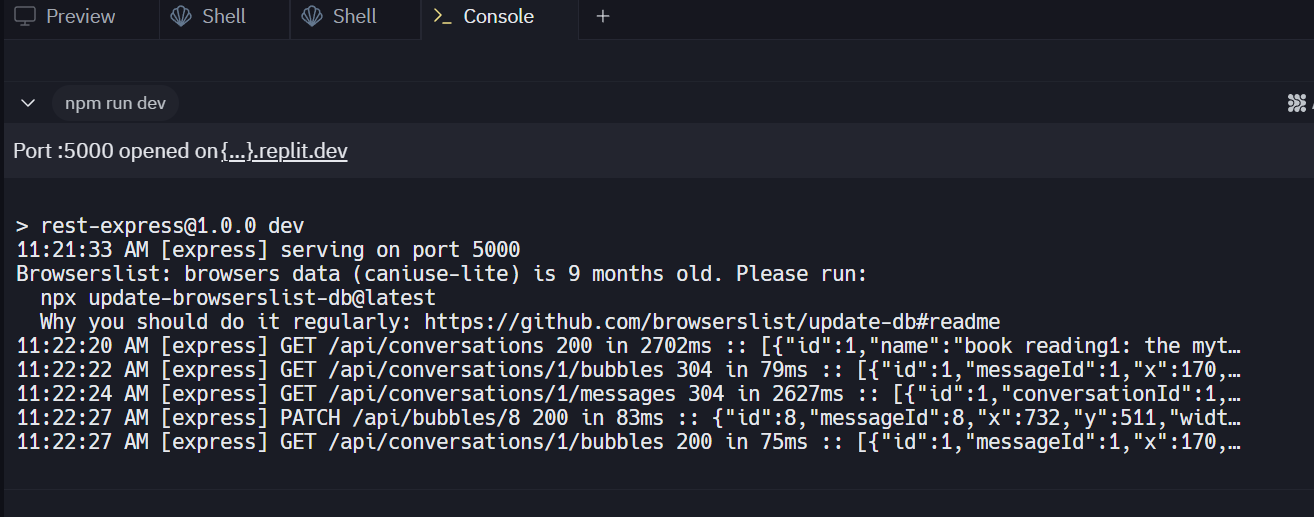 Preview Shell Shell Console +
npm run dev
Port :5000 opened on {...}.replit.dev
> rest-express@1.0.0 dev
11:21:33 AM [express] serving on port 5000
Browserslist: browsers data (caniuse-lite) is 9 months old. Please run:
  npx update-browserslist-db@latest
  Why you should do it regularly: https://github.com/browserslist/update-db#readme
11:22:20 AM [express] GET /api/conversations 200 in 2702ms :: [{"id":1,"name":"book reading1: the myt…
11:22:22 AM [express] GET /api/conversations/1/bubbles 304 in 79ms :: [{"id":1,"messageId":1,"x":170,…
11:22:24 AM [express] GET /api/conversations/1/messages 304 in 2627ms :: [{"id":1,"conversationId":1,…
11:22:27 AM [express] PATCH /api/bubbles/8 200 in 83ms :: {"id":8,"messageId":8,"x":732,"y":511,"widt…
11:22:27 AM [express] GET /api/conversations/1/bubbles 200 in 75ms :: [{"id":1,"messageId":1,"x":170,…